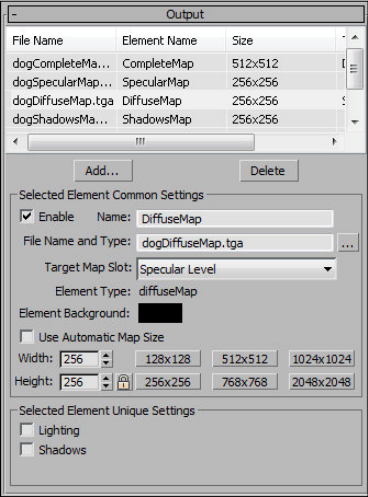 - Output
File Name Element Name Size
dogCompleteMa... CompleteMap 512x512
dogSpecularMap... SpecularMap 256x256
dogDiffuseMap.tga DiffuseMap 256x256
dogShadowsMa... ShadowsMap 256x256
Add... Delete
Selected Element Common Settings
Enable Name: DiffuseMap
File Name and Type: dogDiffuseMap.tga ...
Target Map Slot: Specular Level
Element Type: diffuseMap
Element Background:
Use Automatic Map Size
Width: 256 128x128 512x512 1024x1024
Height: 256 256x256 768x768 2048x2048
Selected Element Unique Settings
Lighting
Shadows